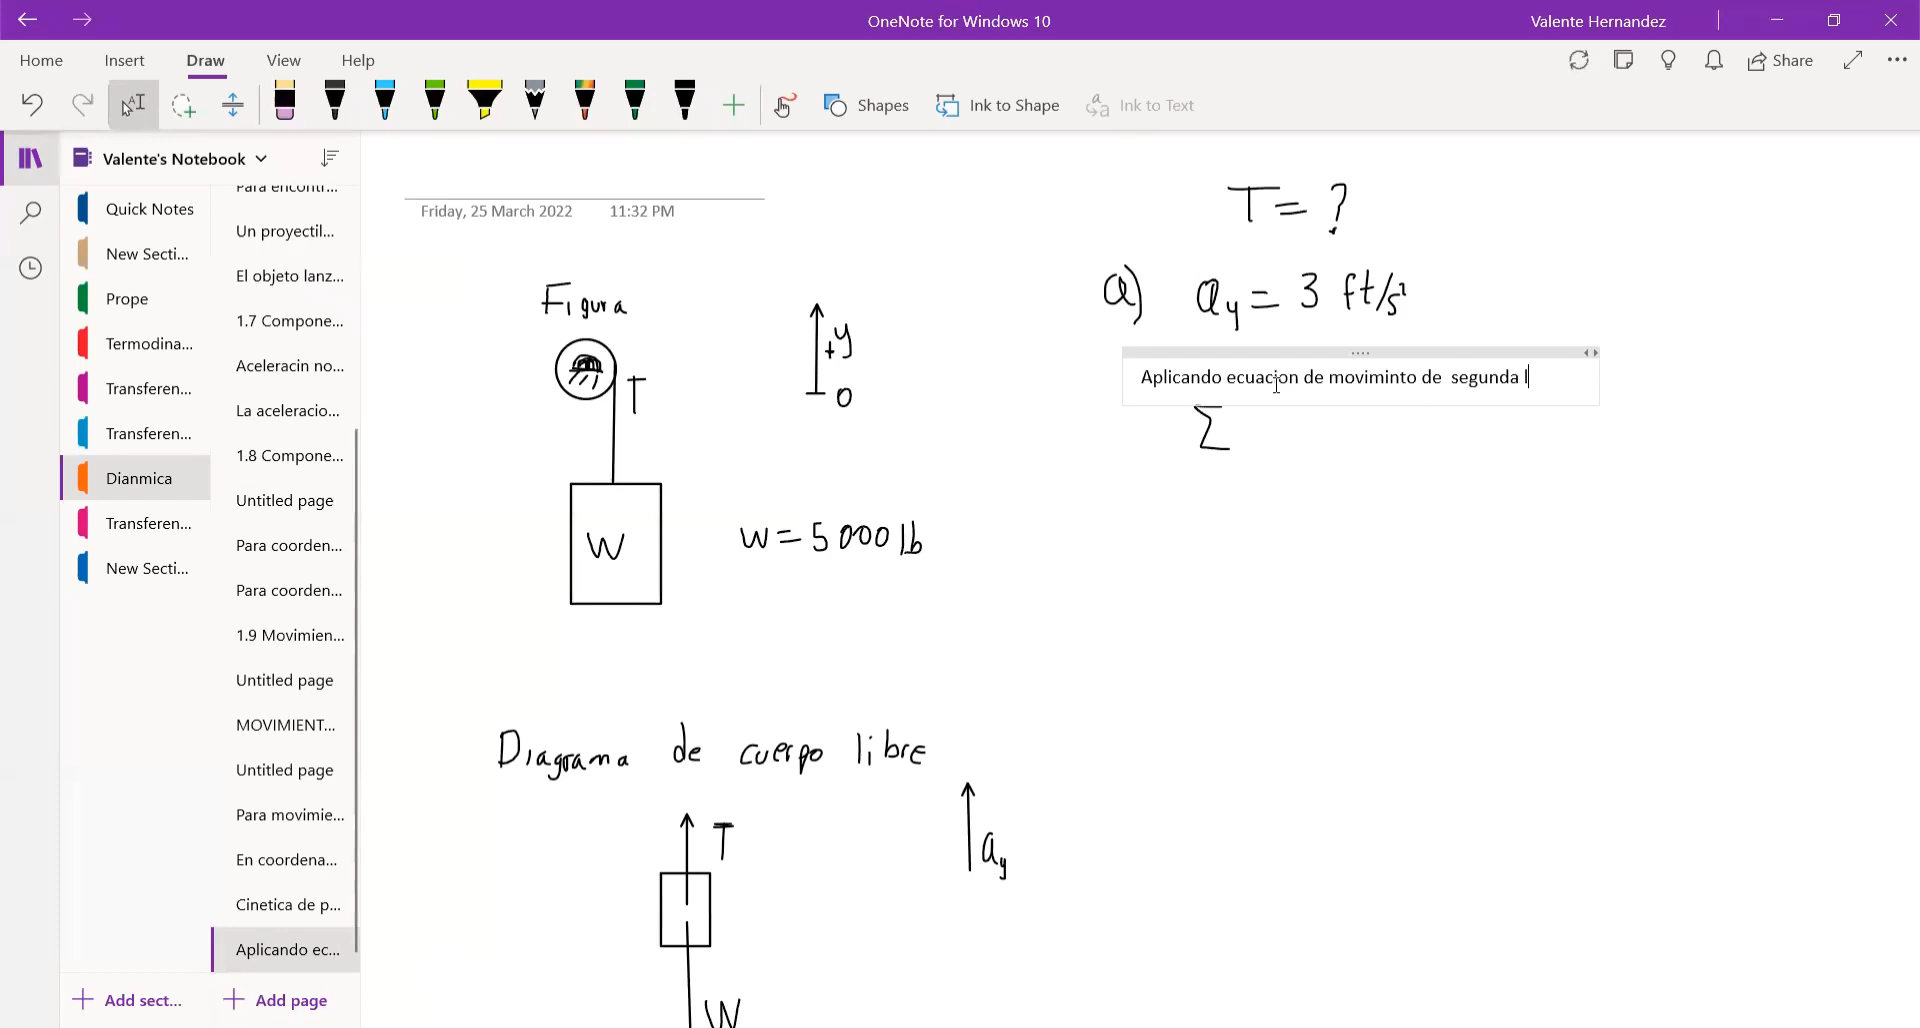 OneNote for Windows 10
Valente Hernandez
Home Insert Draw View Help
Share
Shapes
Ink to Shape
Ink to Text
Valente's Notebook
Quick Notes
New Secti...
Prope
Termodina...
Transferen...
Transferen...
Dianmica
Transferen...
New Secti...
Add sect...
Para encontr...
Un proyectil...
El objeto lanz...
1.7 Compone...
Aceleracin no...
La aceleracio...
1.8 Compone...
Untitled page
Para coorden...
Para coorden...
1.9 Movimien...
Untitled page
MOVIMIENT...
Untitled page
Para movimie...
En coordena...
Cinetica de p...
Aplicando ec...
Add page
Friday, 25 March 2022 11:32 PM
Figura
T
+y
0
W
W = 5000 lb
Diagrama de cuerpo libre
T
ay
W
T = ?
a) ay = 3 ft/s²
Aplicando ecuacion de moviminto de segunda l
Σ